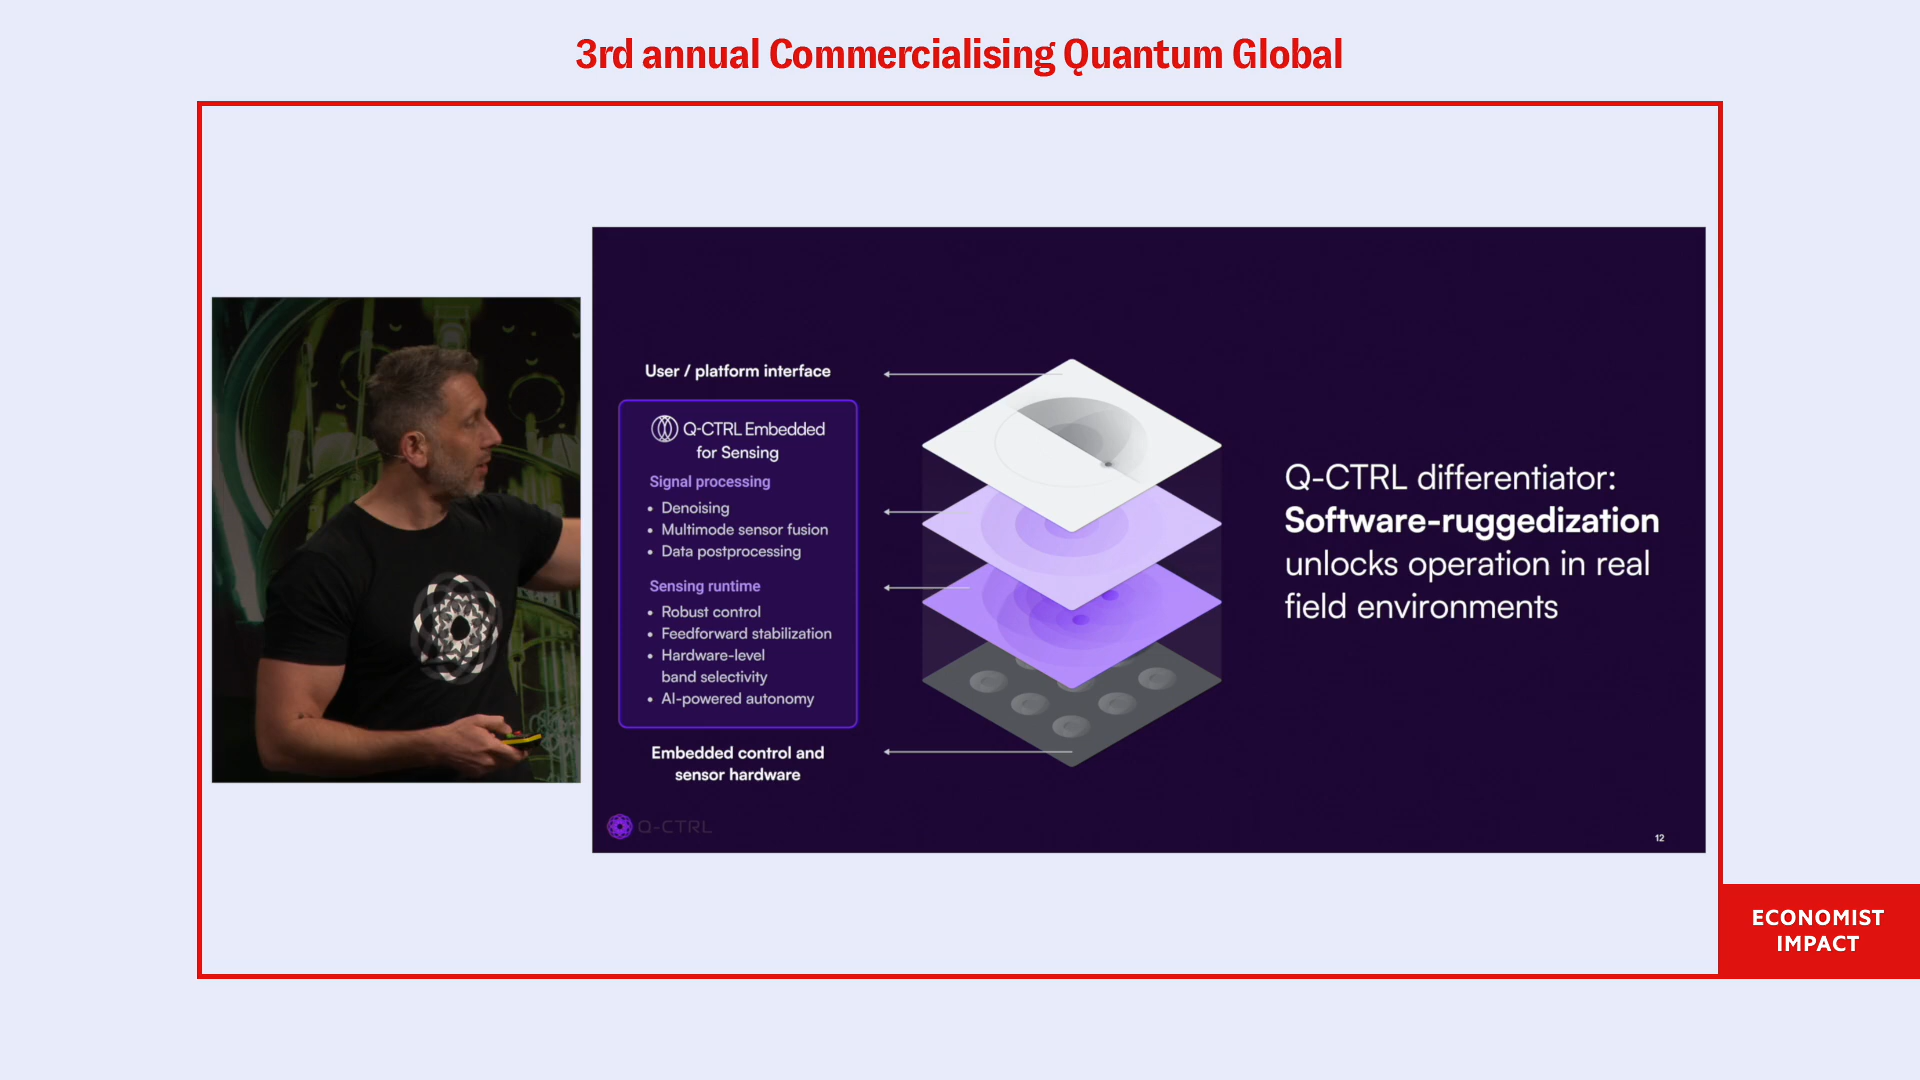 3rd annual Commercialising Quantum Global
User / platform interface
Q-CTRL Embedded
for Sensing
Signal processing
• Denoising
• Multimode sensor fusion
• Data postprocessing
Sensing runtime
• Robust control
• Feedforward stabilization
• Hardware-level
band selectivity
• AI-powered autonomy
Embedded control and
sensor hardware
Q-CTRL differentiator:
Software-ruggedization
unlocks operation in real
field environments
Q-CTRL
12
ECONOMIST
IMPACT